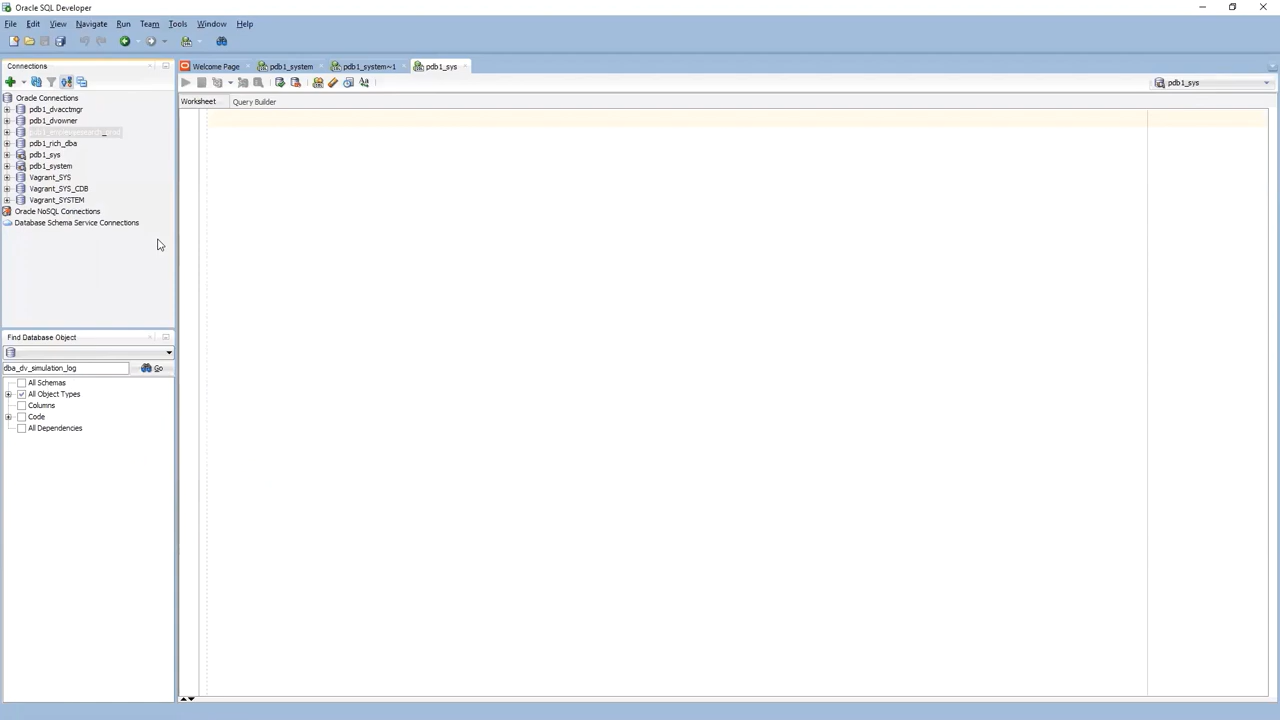 Oracle SQL Developer
File Edit View Navigate Run Team Tools Window Help
Connections
Welcome Page pdb1_system pdb1_system~1 pdb1_sys
pdb1_sys
Worksheet Query Builder
Oracle Connections
pdb1_dvacctmgr
pdb1_dvowner
pdb1_rich_dba
pdb1_sys
pdb1_system
Vagrant_SYS
Vagrant_SYS_CDB
Vagrant_SYSTEM
Oracle NoSQL Connections
Database Schema Service Connections
Find Database Object
dba_dv_simulation_log Go
All Schemas
All Object Types
Columns
Code
All Dependencies